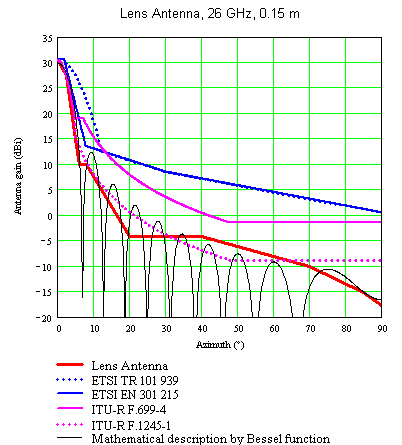 Lens Antenna, 26 GHz, 0.15 m
35
30
25
20
15
10
5
0
−5
−10
−15
−20
Antenna gain (dBi)
0 10 20 30 40 50 60 70 80 90
Azimuth (°)
Lens Antenna
ETSI TR 101 939
ETSI EN 301 215
ITU-R F.699-4
ITU-R F.1245-1
Mathematical description by Bessel function